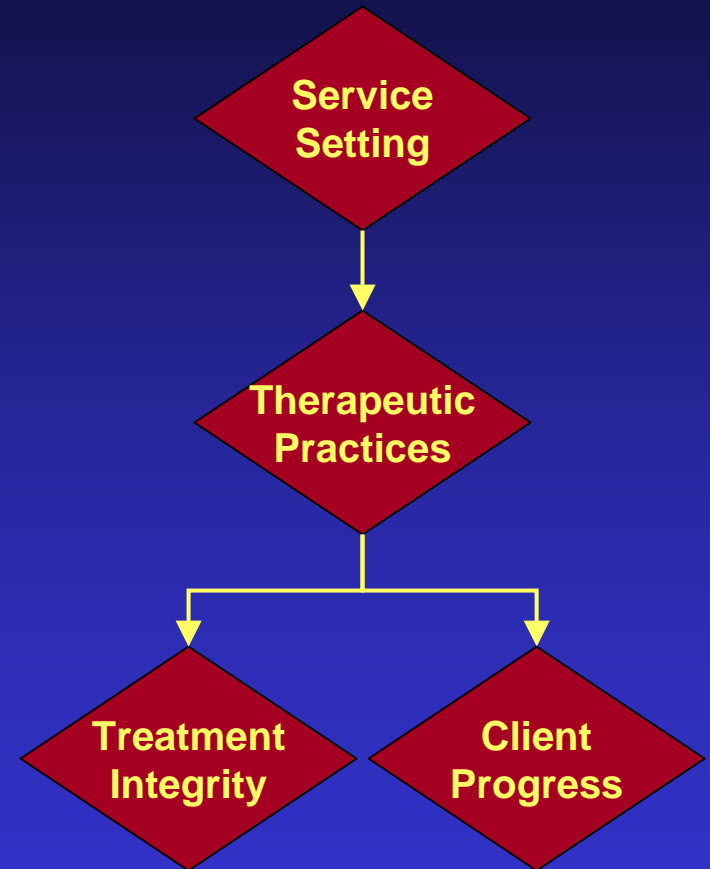 Service
Setting
Therapeutic
Practices
Treatment
Integrity
Client
Progress